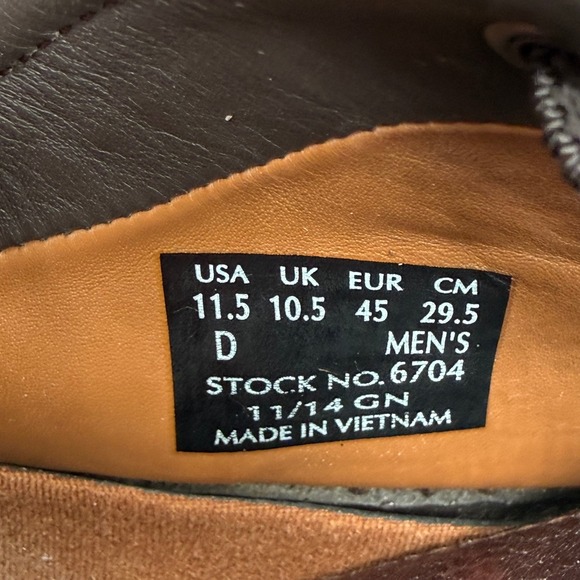 USA UK EUR CM
11.5 10.5 45 29.5
D MEN'S
STOCK NO. 6704
11/14 GN
MADE IN VIETNAM